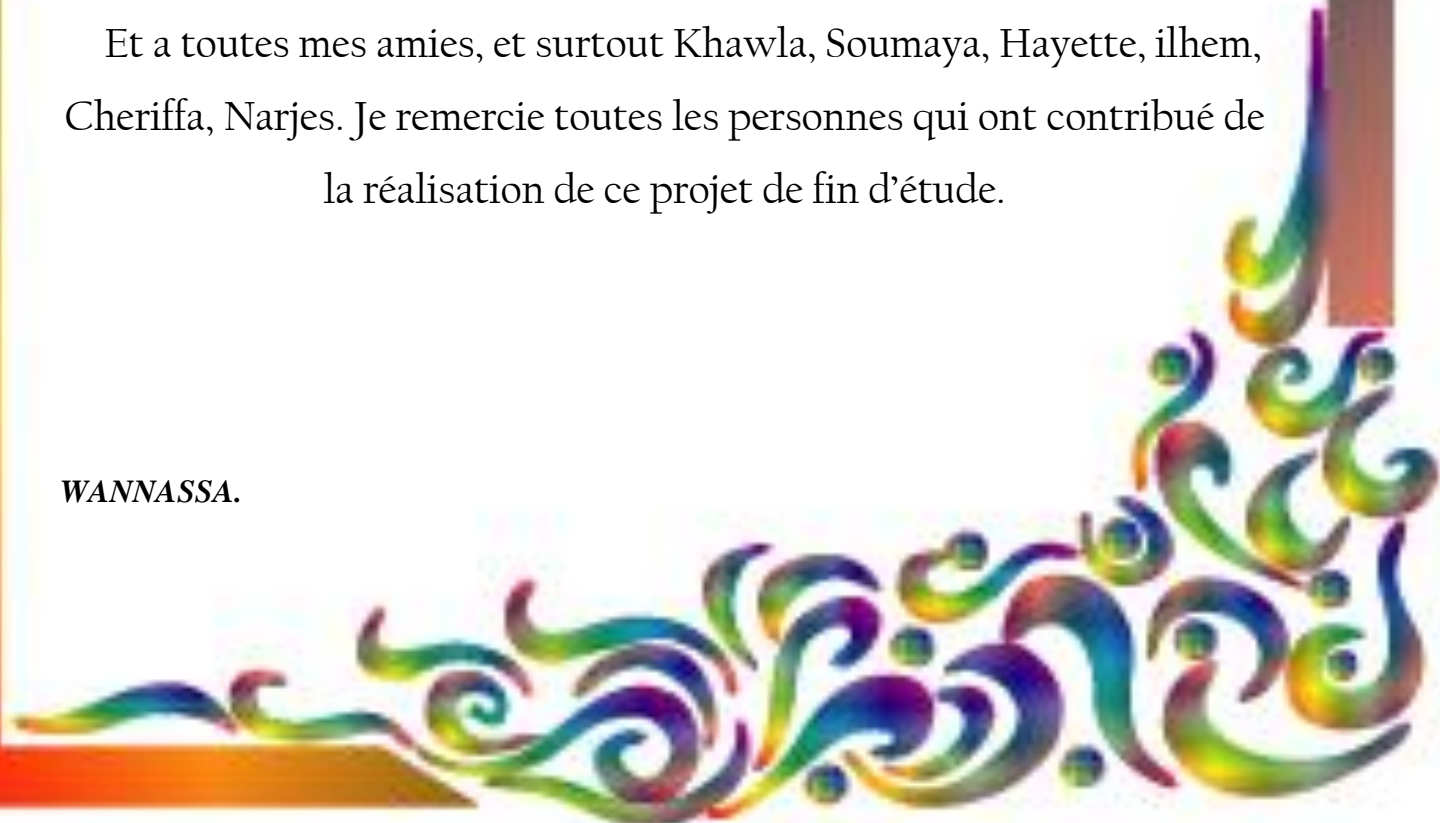 Et a toutes mes amies, et surtout Khawla, Soumaya, Hayette, ilhem,
Cheriffa, Narjes. Je remercie toutes les personnes qui ont contribué de
la réalisation de ce projet de fin d’étude.
WANNASSA.